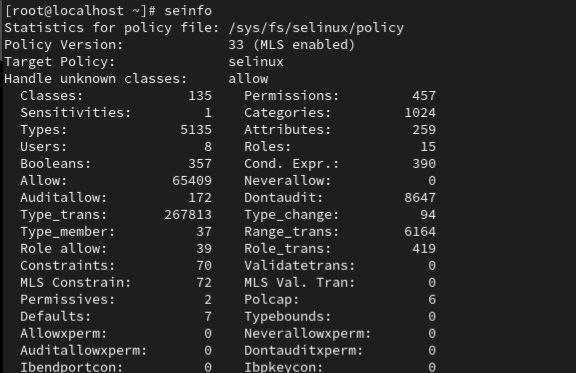 [root@localhost ~]# seinfo
Statistics for policy file: /sys/fs/selinux/policy
Policy Version:             33 (MLS enabled)
Target Policy:              selinux
Handle unknown classes:     allow
  Classes:             135    Permissions:         457
  Sensitivities:         1    Categories:         1024
  Types:              5135    Attributes:          259
  Users:                 8    Roles:                15
  Booleans:            357    Cond. Expr.:         390
  Allow:             65409    Neverallow:            0
  Auditallow:          172    Dontaudit:          8647
  Type_trans:       267813    Type_change:          94
  Type_member:          37    Range_trans:        6164
  Role allow:           39    Role_trans:          419
  Constraints:          70    Validatetrans:         0
  MLS Constrain:        72    MLS Val. Tran:         0
  Permissives:           2    Polcap:                6
  Defaults:              7    Typebounds:            0
  Allowxperm:            0    Neverallowxperm:       0
  Auditallowxperm:       0    Dontauditxperm:        0
  Ibendportcon:          0    Ibpkeycon:             0